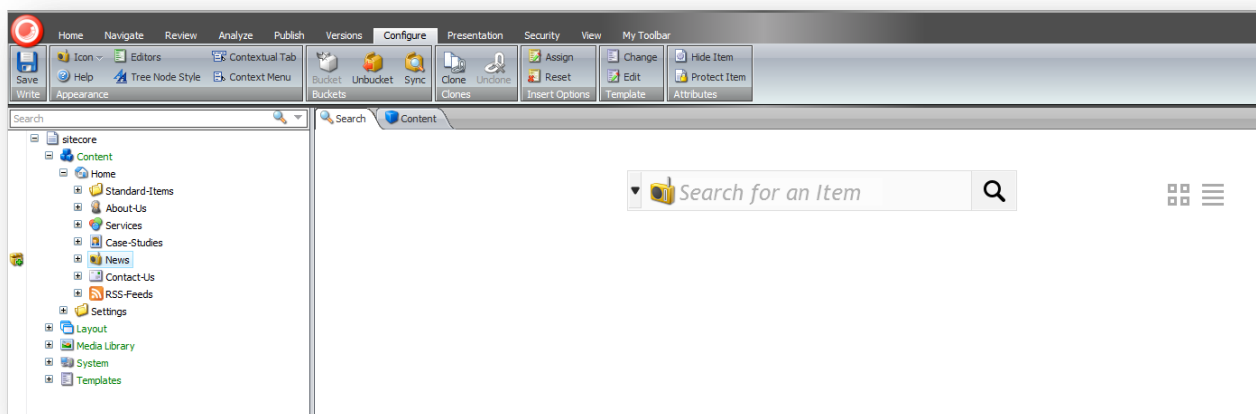 Home Navigate Review Analyze Publish Versions Configure Presentation Security View My Toolbar
Save
Write
Icon Editors Contextual Tab
Help Tree Node Style Context Menu
Appearance
Bucket Unbucket Sync
Buckets
Clone Unclone
Clones
Assign
Reset
Insert Options
Change
Edit
Template
Hide Item
Protect Item
Attributes
Search
sitecore
Content
Home
Standard-Items
About-Us
Services
Case-Studies
News
Contact-Us
RSS-Feeds
Settings
Layout
Media Library
System
Templates
Search Content
Search for an Item